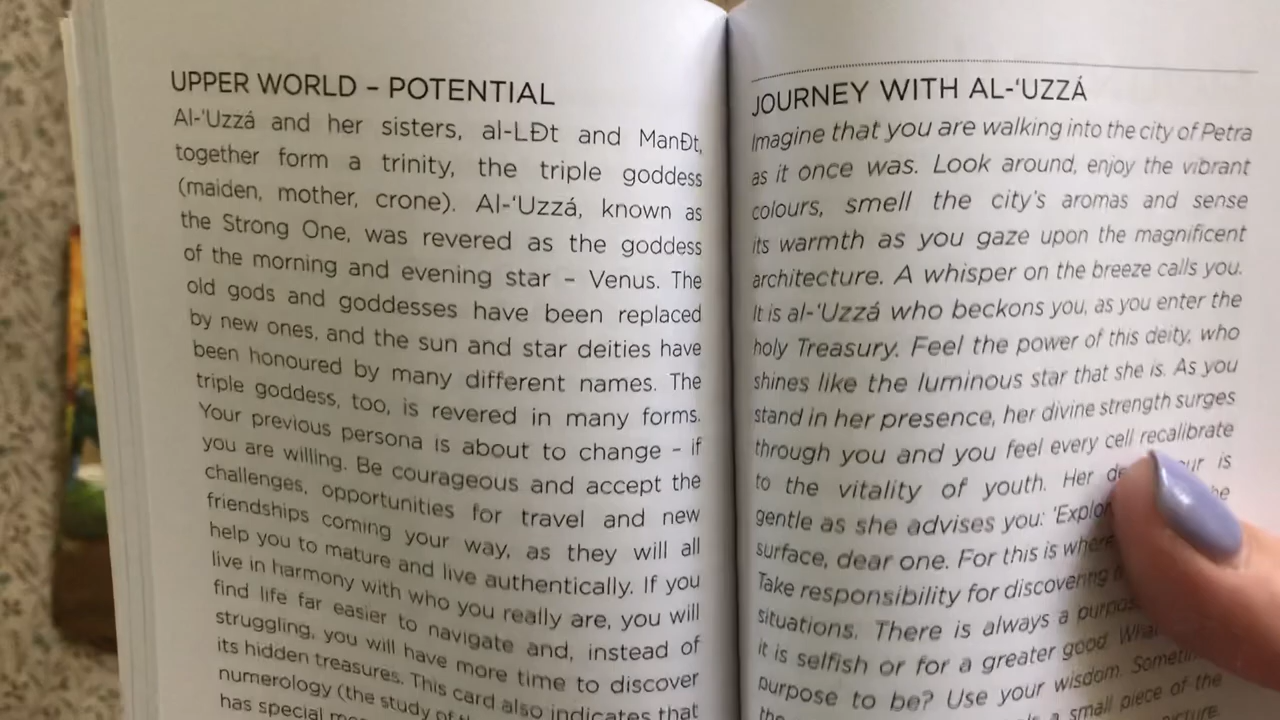 UPPER WORLD – POTENTIAL
Al-'Uzzá and her sisters, al-LÐt and ManÐt,
together form a trinity, the triple goddess
(maiden, mother, crone). Al-'Uzzá, known as
the Strong One, was revered as the goddess
of the morning and evening star – Venus. The
old gods and goddesses have been replaced
by new ones, and the sun and star deities have
been honoured by many different names. The
triple goddess, too, is revered in many forms.
Your previous persona is about to change – if
you are willing. Be courageous and accept the
challenges, opportunities for travel and new
friendships coming your way, as they will all
help you to mature and live authentically. If you
live in harmony with who you really are, you will
find life far easier to navigate and, instead of
struggling, you will have more time to discover
its hidden treasures. This card also indicates that
numerology (the study of
has special
JOURNEY WITH AL-'UZZÁ
Imagine that you are walking into the city of Petra
as it once was. Look around, enjoy the vibrant
colours, smell the city's aromas and sense
its warmth as you gaze upon the magnificent
architecture. A whisper on the breeze calls you.
It is al-'Uzzá who beckons you, as you enter the
holy Treasury. Feel the power of this deity, who
shines like the luminous star that she is. As you
stand in her presence, her divine strength surges
through you and you feel every cell recalibrate
to the vitality of youth. Her is
gentle as she advises you:
surface, dear one. For this is where
Take responsibility for discovering
situations. There is always a
it is selfish or for a greater good.
purpose to be? Use your wisdom.
the a small piece of the
picture.